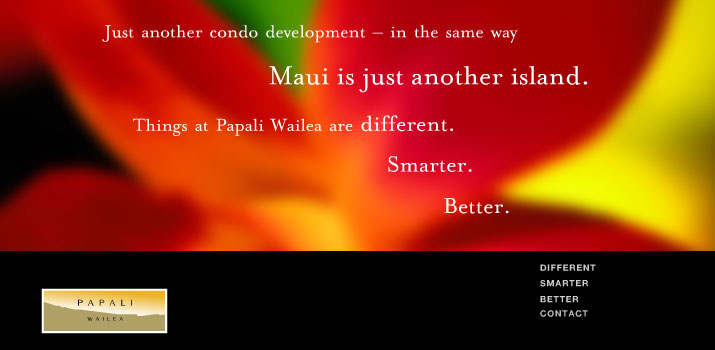 Just another condo development – in the same way
Maui is just another island.
Things at Papali Wailea are different.
Smarter.
Better.
DIFFERENT
SMARTER
BETTER
CONTACT
PAPALI
WAILEA